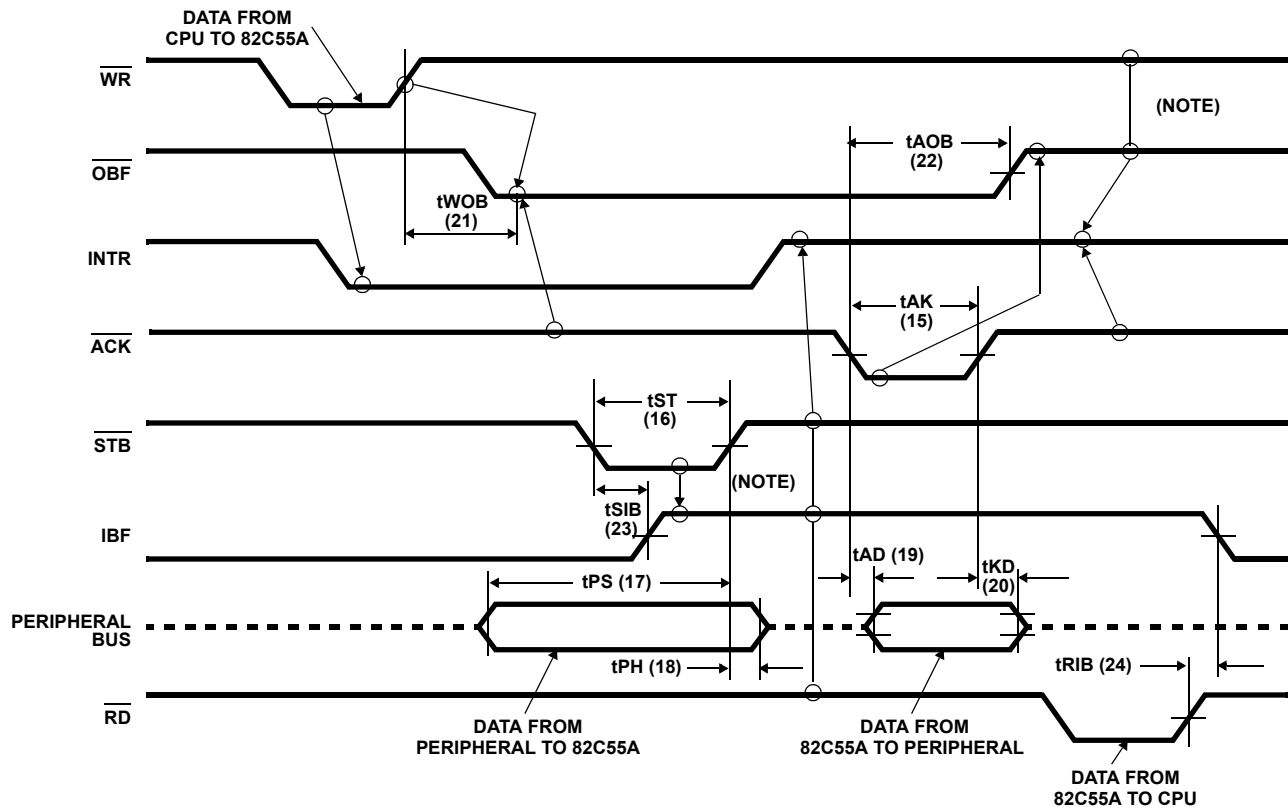 DATA FROM
CPU TO 82C55A
WR
(NOTE)
tAOB
(22)
OBF
tWOB
(21)
INTR
tAK
(15)
ACK
tST
(16)
STB
(NOTE)
tSIB
(23)
IBF
tAD (19)
tKD
(20)
tPS (17)
PERIPHERAL
BUS
tPH (18)
tRIB (24)
RD
DATA FROM
PERIPHERAL TO 82C55A
DATA FROM
82C55A TO PERIPHERAL
DATA FROM
82C55A TO CPU